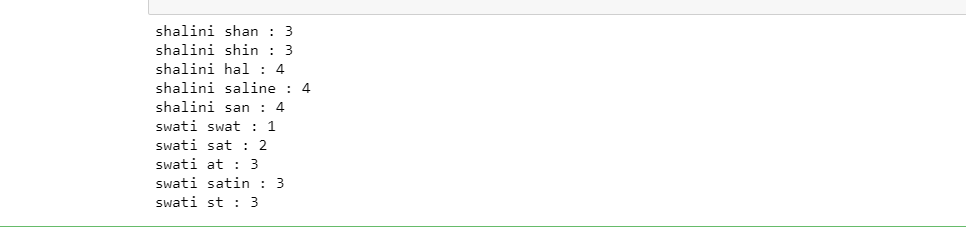 shalini shan : 3
shalini shin : 3
shalini hal : 4
shalini saline : 4
shalini san : 4
swati swat : 1
swati sat : 2
swati at : 3
swati satin : 3
swati st : 3